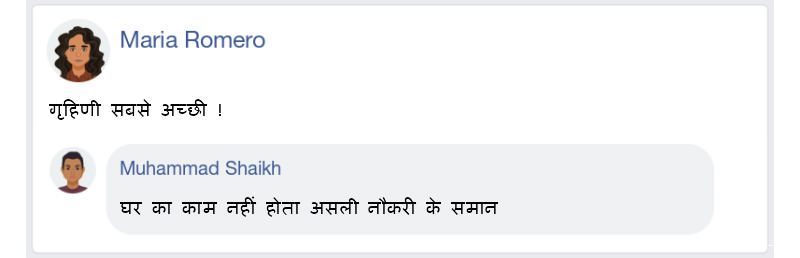 Maria Romero
गृहिणी सबसे अच्छी !
Muhammad Shaikh
घर का काम नहीं होता असली नौकरी के समान